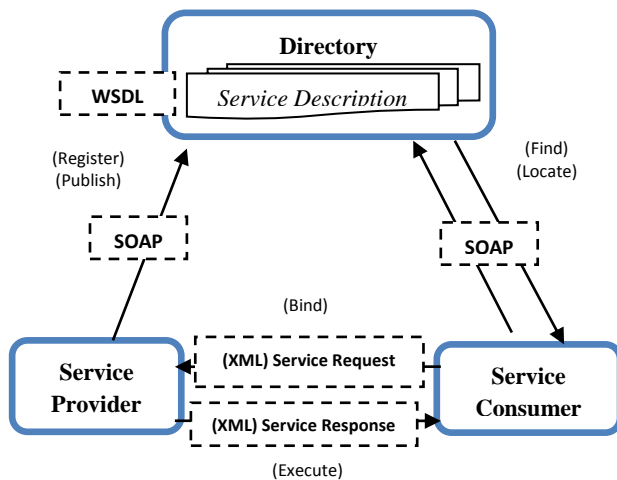 Directory
WSDL
Service Description
(Register)
(Publish)
(Find)
(Locate)
SOAP
SOAP
(Bind)
Service
Provider
(XML) Service Request
(XML) Service Response
Service
Consumer
(Execute)